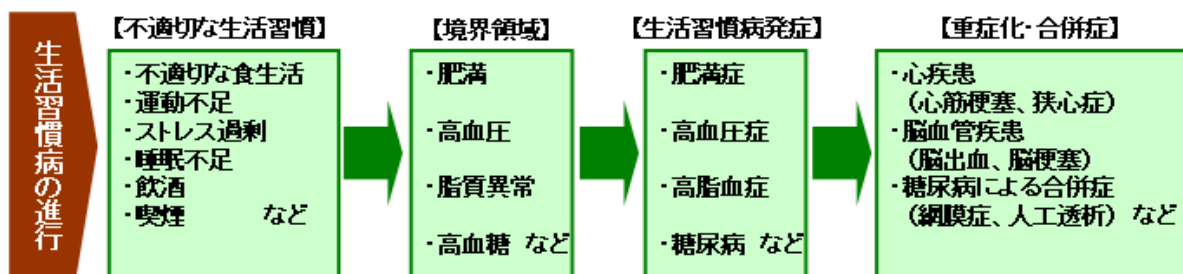 生活習慣病の進行
【不適切な生活習慣】
・不適切な食生活
・運動不足
・ストレス過剰
・睡眠不足
・飲酒
・喫煙 など
【境界領域】
・肥満
・高血圧
・脂質異常
・高血糖 など
【生活習慣病発症】
・肥満症
・高血圧症
・高脂血症
・糖尿病 など
【重症化・合併症】
・心疾患
（心筋梗塞、狭心症）
・脳血管疾患
（脳出血、脳梗塞）
・糖尿病による合併症
（網膜症、人工透析） など